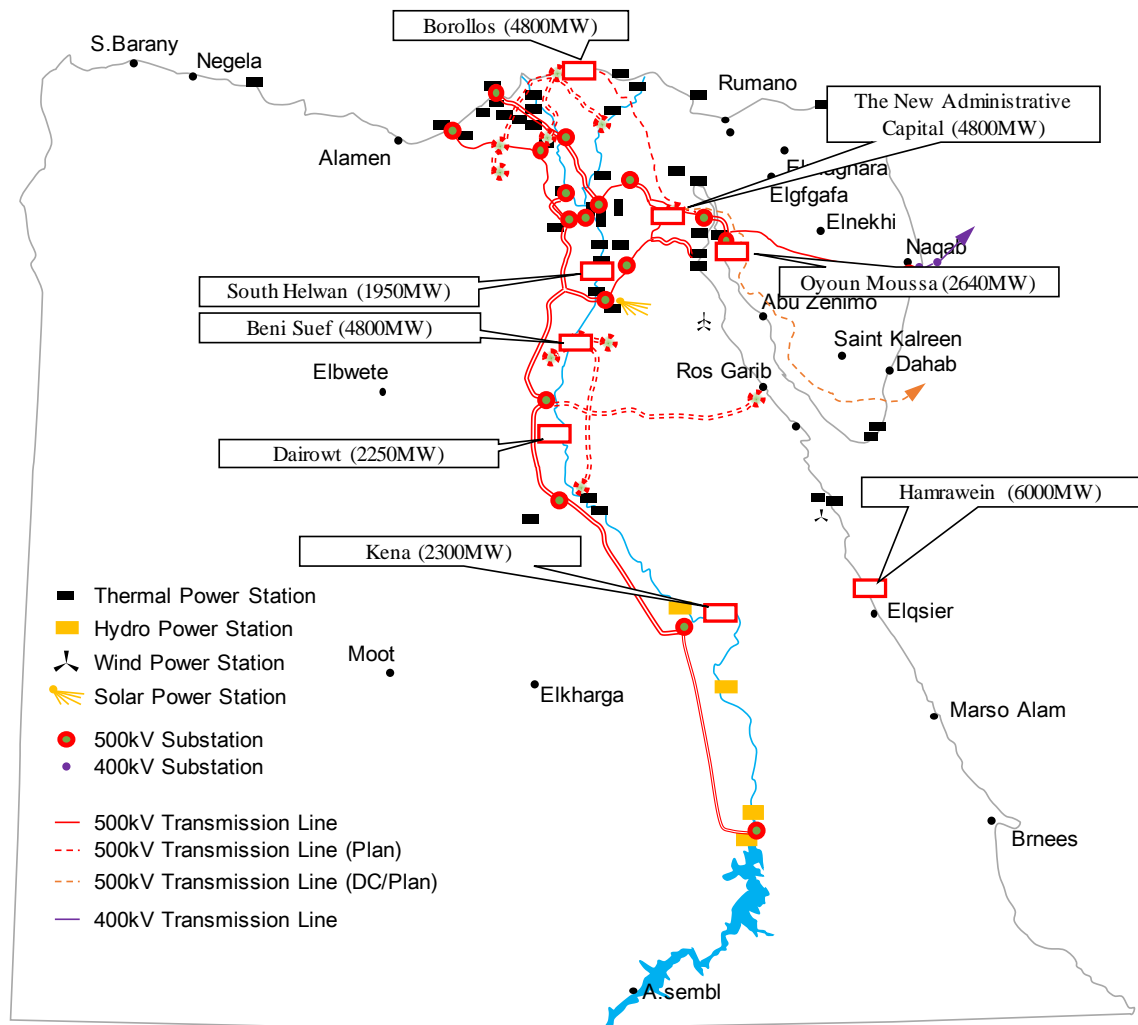 Borollos (4800MW)
S.Barany
Negela
Rumano
The New Administrative
Capital (4800MW)
Alamen
Elmaghara
Elgfgafa
Elnekhi
Naqab
South Helwan (1950MW)
Oyoun Moussa (2640MW)
Abu Zenimo
Beni Suef (4800MW)
Saint Kalreen
Dahab
Ros Garib
Elbwete
Dairowt (2250MW)
Hamrawein (6000MW)
Kena (2300MW)
Thermal Power Station
Elqsier
Hydro Power Station
Moot
Wind Power Station
Elkharga
Solar Power Station
Marso Alam
500kV Substation
400kV Substation
500kV Transmission Line
Brnees
500kV Transmission Line (Plan)
500kV Transmission Line (DC/Plan)
400kV Transmission Line
A.sembl